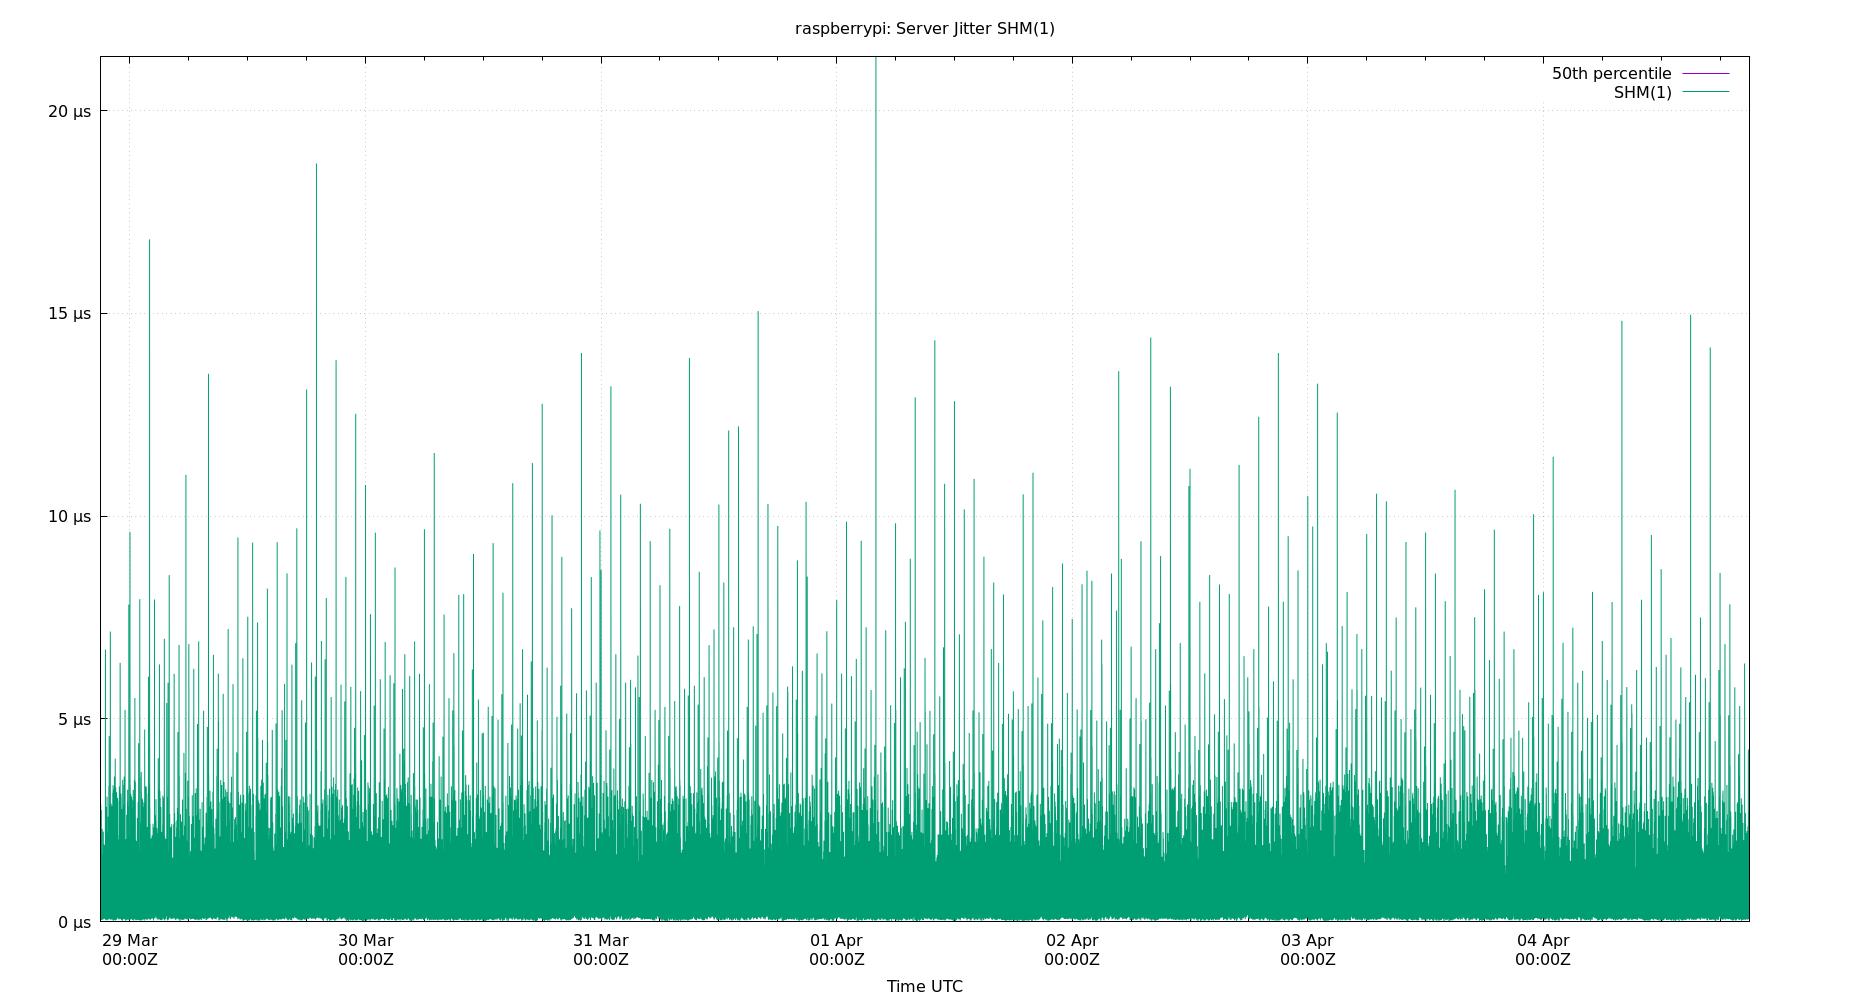 raspberrypi: Server Jitter SHM(1)
50th percentile
SHM(1)
20 µs
15 µs
10 µs
5 µs
0 µs
29 Mar 30 Mar 31 Mar 01 Apr 02 Apr 03 Apr 04 Apr
00:00Z 00:00Z 00:00Z 00:00Z 00:00Z 00:00Z 00:00Z
Time UTC